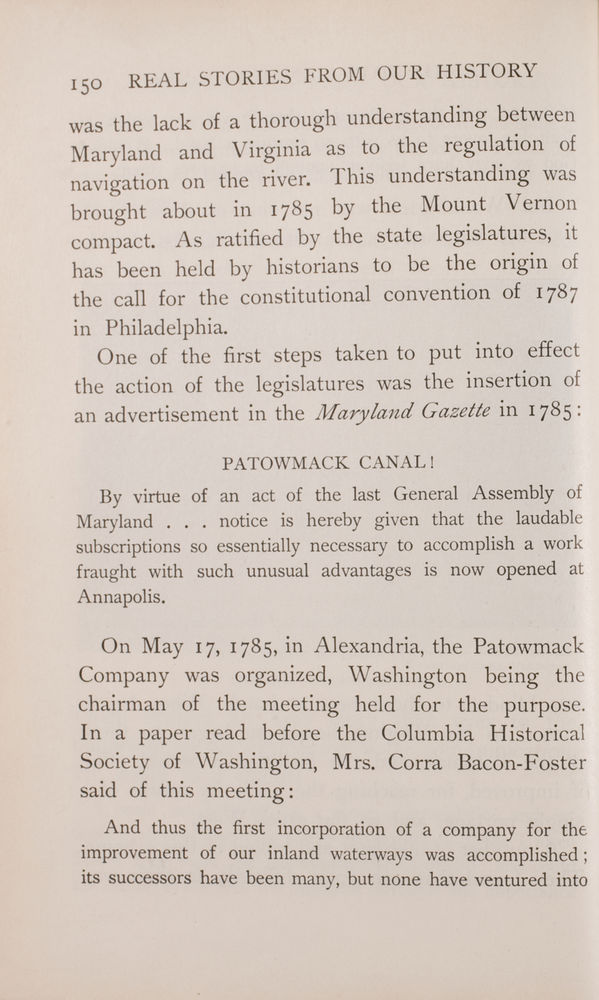 150 REAL STORIES FROM OUR HISTORY
was the lack of a thorough understanding between
Maryland and Virginia as to the regulation of
navigation on the river. This understanding was
brought about in 1785 by the Mount Vernon
compact. As ratified by the state legislatures, it
has been held by historians to be the origin of
the call for the constitutional convention of 1787
in Philadelphia.
One of the first steps taken to put into effect
the action of the legislatures was the insertion of
an advertisement in the Maryland Gazette in 1785:
PATOWMACK CANAL!
By virtue of an act of the last General Assembly of
Maryland . . . notice is hereby given that the laudable
subscriptions so essentially necessary to accomplish a work
fraught with such unusual advantages is now opened at
Annapolis.
On May 17, 1785, in Alexandria, the Patowmack
Company was organized, Washington being the
chairman of the meeting held for the purpose.
In a paper read before the Columbia Historical
Society of Washington, Mrs. Corra Bacon-Foster
said of this meeting:
And thus the first incorporation of a company for the
improvement of our inland waterways was accomplished;
its successors have been many, but none have ventured into